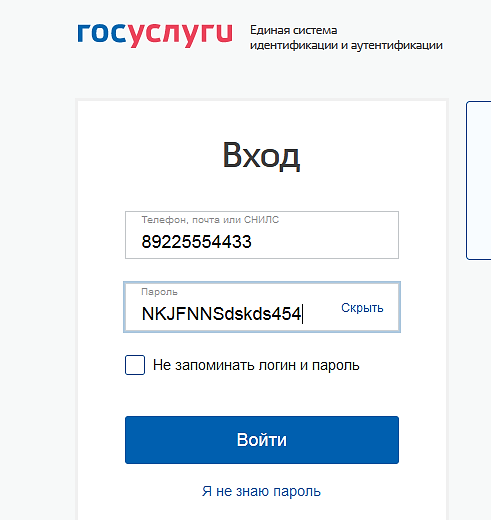 госуслуги
Единая система
идентификации и аутентификации
Вход
Телефон, почта или СНИЛС
89225554433
Пароль
NKJFNNSdskds454
Скрыть
Не запоминать логин и пароль
Войти
Я не знаю пароль